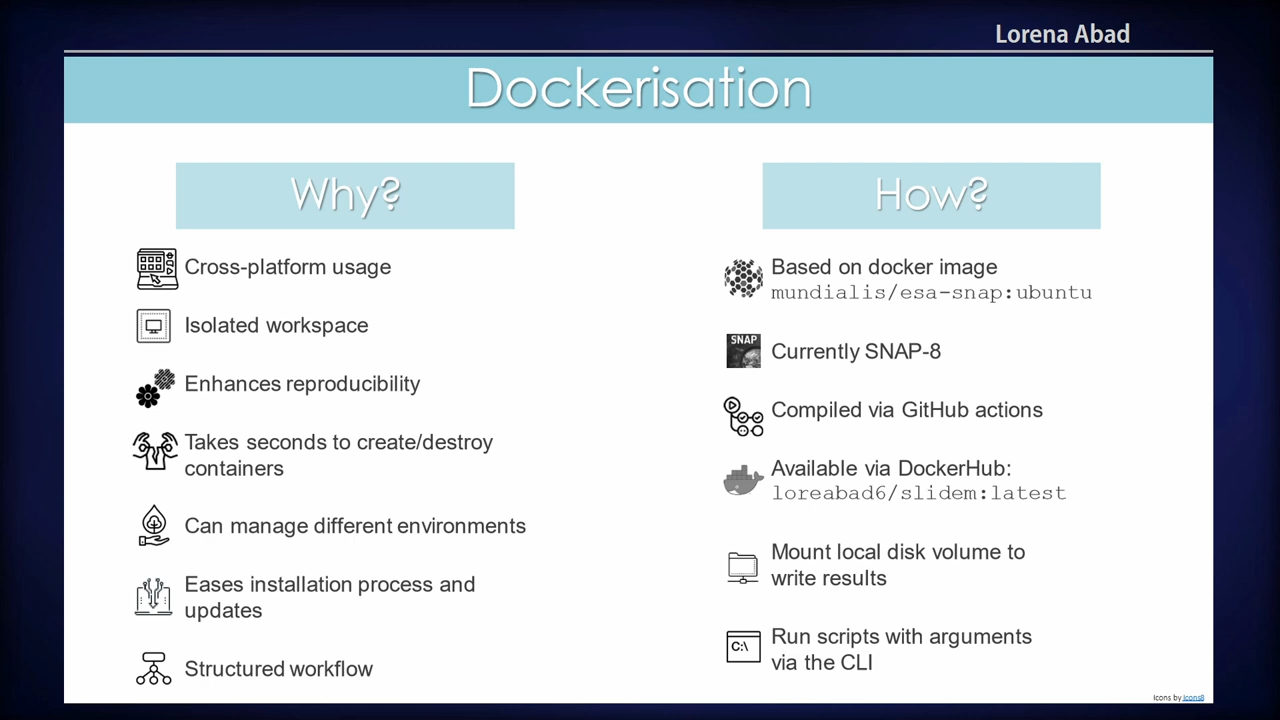 Lorena Abad
Dockerisation
Why?
Cross-platform usage
Isolated workspace
Enhances reproducibility
Takes seconds to create/destroy
containers
Can manage different environments
Eases installation process and
updates
Structured workflow
How?
Based on docker image
mundialis/esa-snap:ubuntu
SNAP
Currently SNAP-8
Compiled via GitHub actions
Available via DockerHub:
loreabad6/slidem:latest
Mount local disk volume to
write results
C:\
Run scripts with arguments
via the CLI
Icons by Icons8